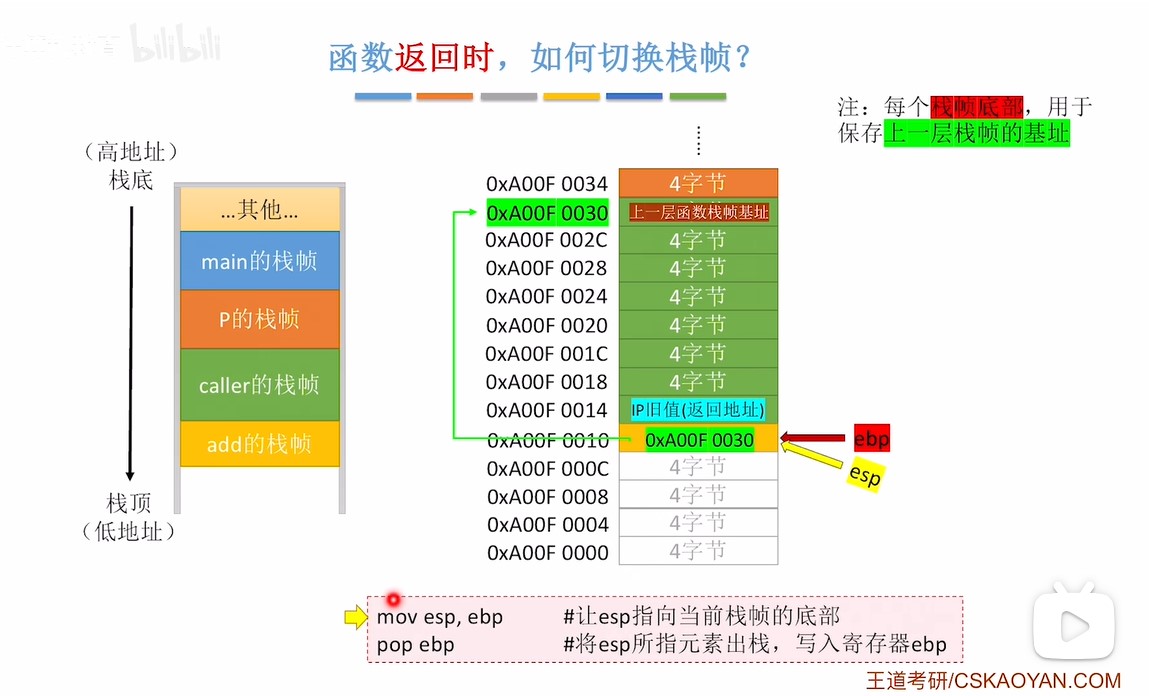 bilibili
函数返回时，如何切换栈帧？
注：每个栈帧底部，用于
保存上一层栈帧的基址
（高地址）
栈底
...其他...
main的栈帧
P的栈帧
caller的栈帧
add的栈帧
栈顶
（低地址）
0xA00F 0034 4字节
0xA00F 0030 上一层函数栈帧基址
0xA00F 002C 4字节
0xA00F 0028 4字节
0xA00F 0024 4字节
0xA00F 0020 4字节
0xA00F 001C 4字节
0xA00F 0018 4字节
0xA00F 0014 IP旧值(返回地址)
0xA00F 0010 0xA00F 0030 ebp
esp
0xA00F 000C 4字节
0xA00F 0008 4字节
0xA00F 0004 4字节
0xA00F 0000 4字节
mov esp, ebp #让esp指向当前栈帧的底部
pop ebp #将esp所指元素出栈，写入寄存器ebp
王道考研/CSKAOYAN.COM